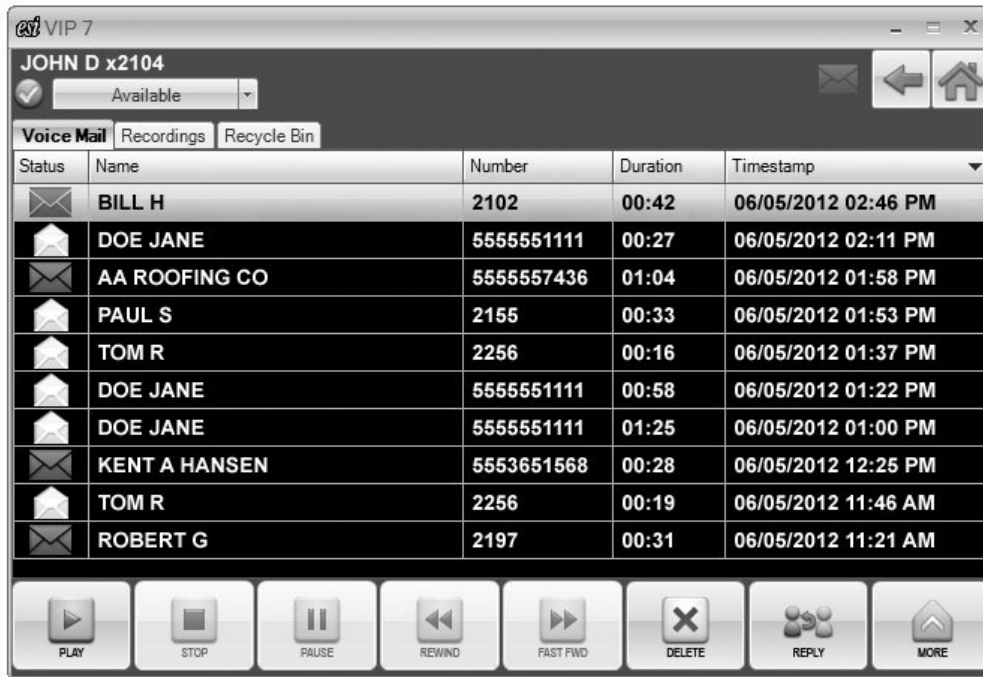 esi VIP 7
JOHN D x2104
Available
Voice Mail Recordings Recycle Bin
Status Name Number Duration Timestamp
BILL H 2102 00:42 06/05/2012 02:46 PM
DOE JANE 5555551111 00:27 06/05/2012 02:11 PM
AA ROOFING CO 5555557436 01:04 06/05/2012 01:58 PM
PAUL S 2155 00:33 06/05/2012 01:53 PM
TOM R 2256 00:16 06/05/2012 01:37 PM
DOE JANE 5555551111 00:58 06/05/2012 01:22 PM
DOE JANE 5555551111 01:25 06/05/2012 01:00 PM
KENT A HANSEN 5553651568 00:28 06/05/2012 12:25 PM
TOM R 2256 00:19 06/05/2012 11:46 AM
ROBERT G 2197 00:31 06/05/2012 11:21 AM
PLAY STOP PAUSE REWIND FAST FWD DELETE REPLY MORE